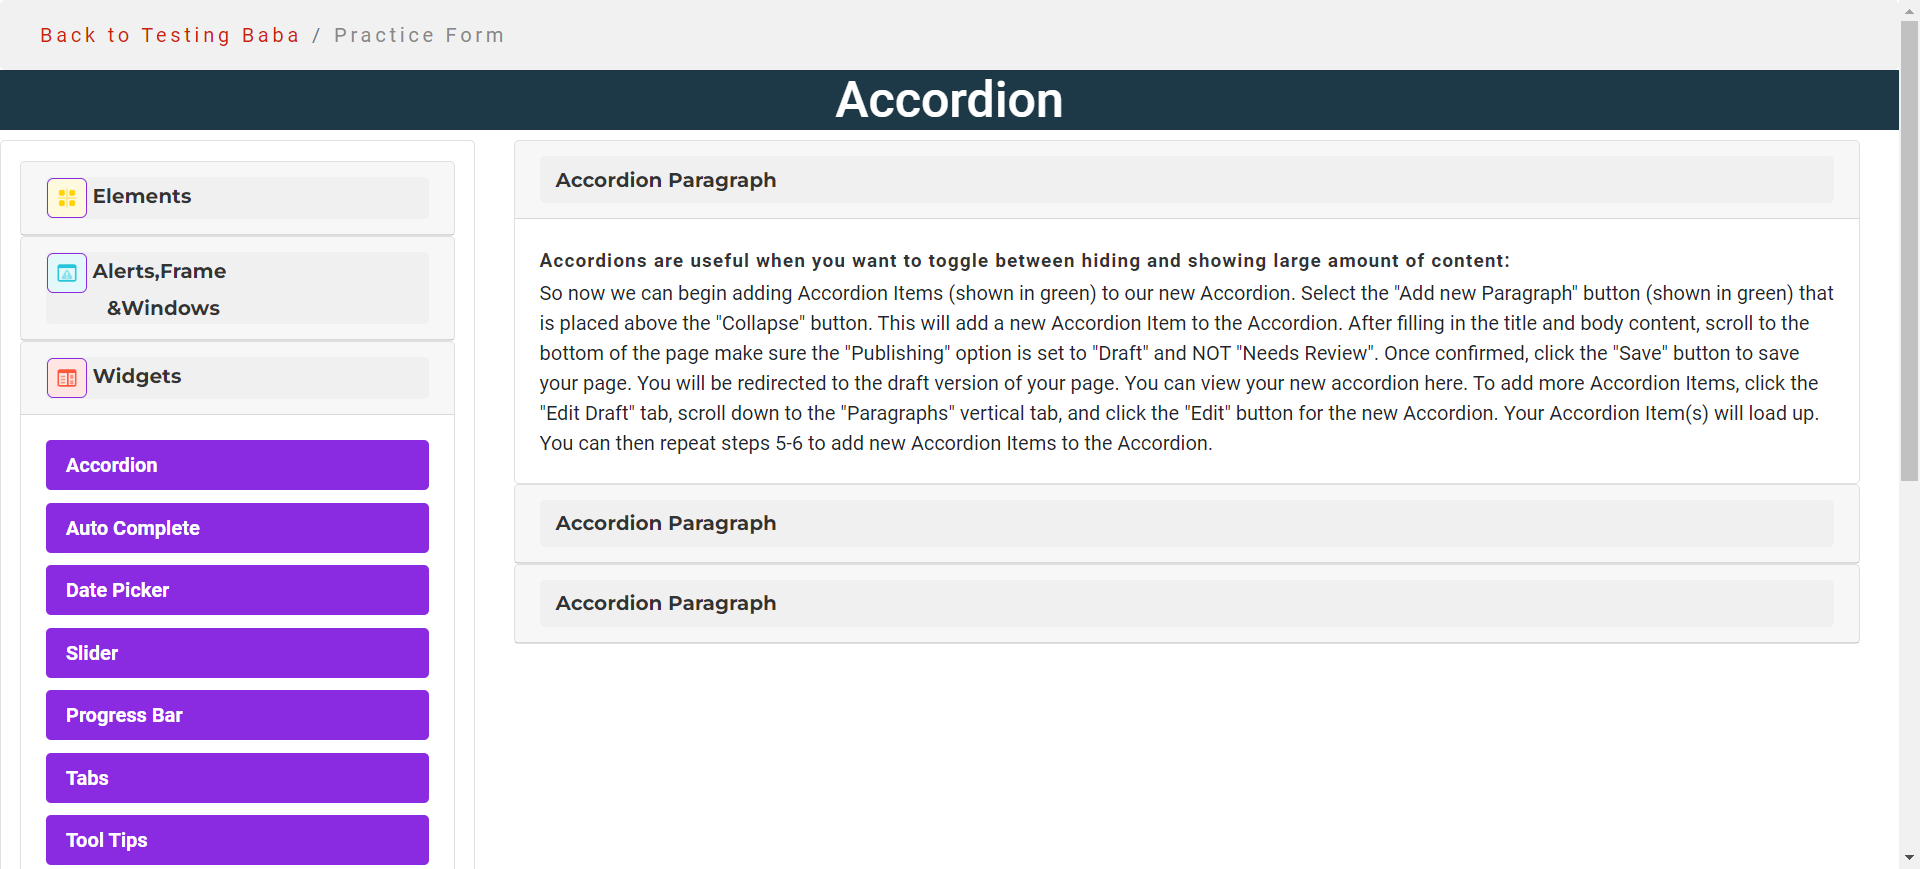 Back to Testing Baba / Practice Form
Accordion
Elements
Alerts,Frame
&Windows
Widgets
Accordion
Auto Complete
Date Picker
Slider
Progress Bar
Tabs
Tool Tips
Accordion Paragraph
Accordions are useful when you want to toggle between hiding and showing large amount of content:
So now we can begin adding Accordion Items (shown in green) to our new Accordion. Select the "Add new Paragraph" button (shown in green) that
is placed above the "Collapse" button. This will add a new Accordion Item to the Accordion. After filling in the title and body content, scroll to the
bottom of the page make sure the "Publishing" option is set to "Draft" and NOT "Needs Review". Once confirmed, click the "Save" button to save
your page. You will be redirected to the draft version of your page. You can view your new accordion here. To add more Accordion Items, click the
"Edit Draft" tab, scroll down to the "Paragraphs" vertical tab, and click the "Edit" button for the new Accordion. Your Accordion Item(s) will load up.
You can then repeat steps 5-6 to add new Accordion Items to the Accordion.
Accordion Paragraph
Accordion Paragraph